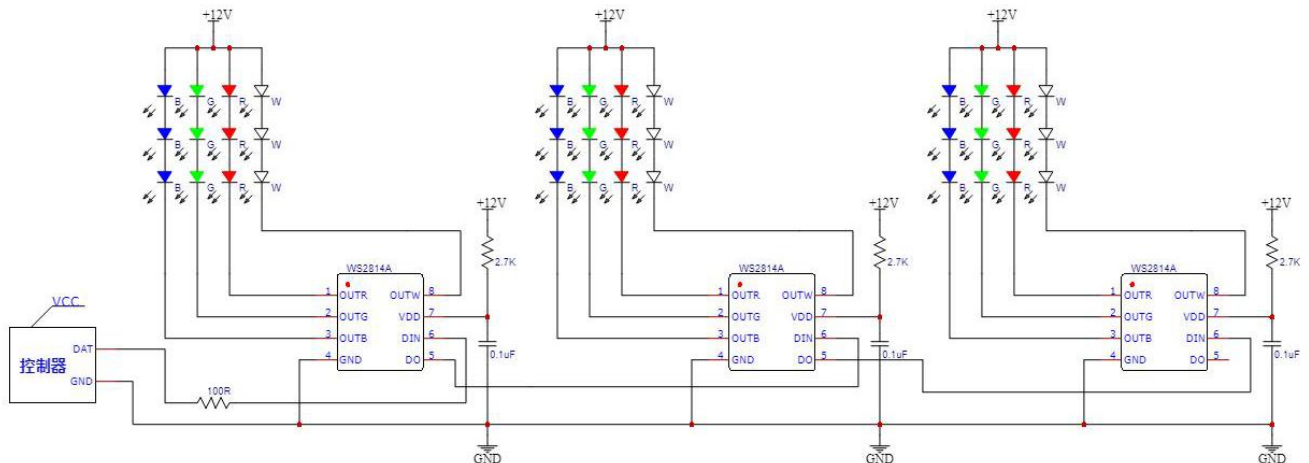 +12V
+12V
+12V
B G R W
B G R W
B G R W
B G R W
B G R W
B G R W
B G R W
B G R W
B G R W
+12V
+12V
+12V
2.7K
2.7K
2.7K
WS2814A
WS2814A
WS2814A
1 OUTR OUTW 8
1 OUTR OUTW 8
1 OUTR OUTW 8
VCC
2 OUTG VDD 7
2 OUTG VDD 7
2 OUTG VDD 7
3 OUTB DIN 6
3 OUTB DIN 6
3 OUTB DIN 6
DAT
控制器
0.1uF
0.1uF
0.1uF
4 GND DO 5
4 GND DO 5
4 GND DO 5
GND
100R
GND
GND
GND